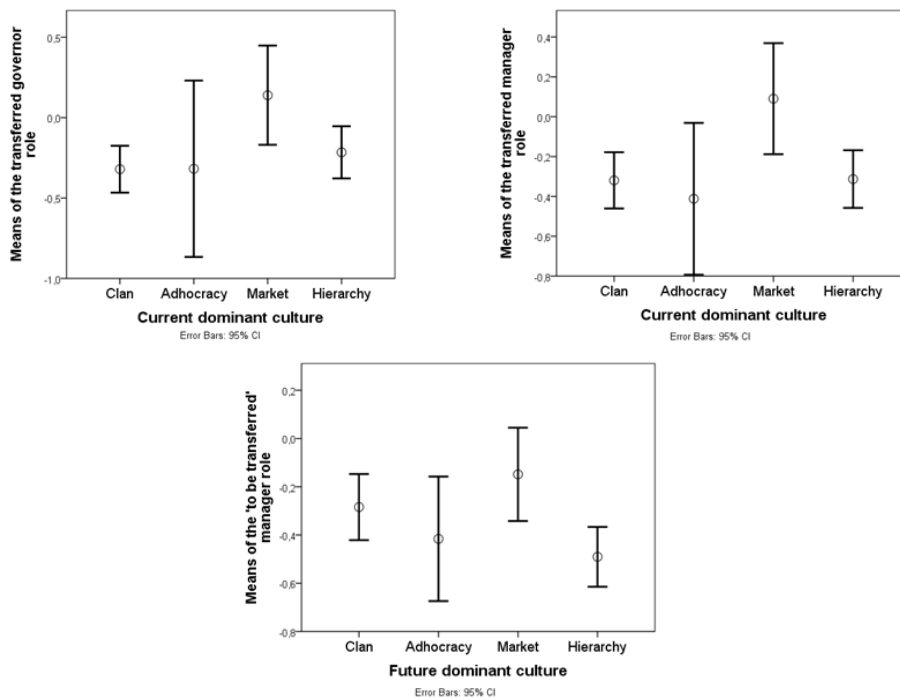 Means of the transferred governor
role
0,5
0,0
-0,5
-1,0
Clan Adhocracy Market Hierarchy
Current dominant culture
Error Bars: 95% CI
Means of the transferred manager
role
0,4
0,2
-0,0
-0,2
-0,4
-0,6
-0,8
Clan Adhocracy Market Hierarchy
Current dominant culture
Error Bars: 95% CI
Means of the 'to be transferred'
manager role
0,2
0,0
-0,2
-0,4
-0,6
-0,8
Clan Adhocracy Market Hierarchy
Future dominant culture
Error Bars: 95% CI